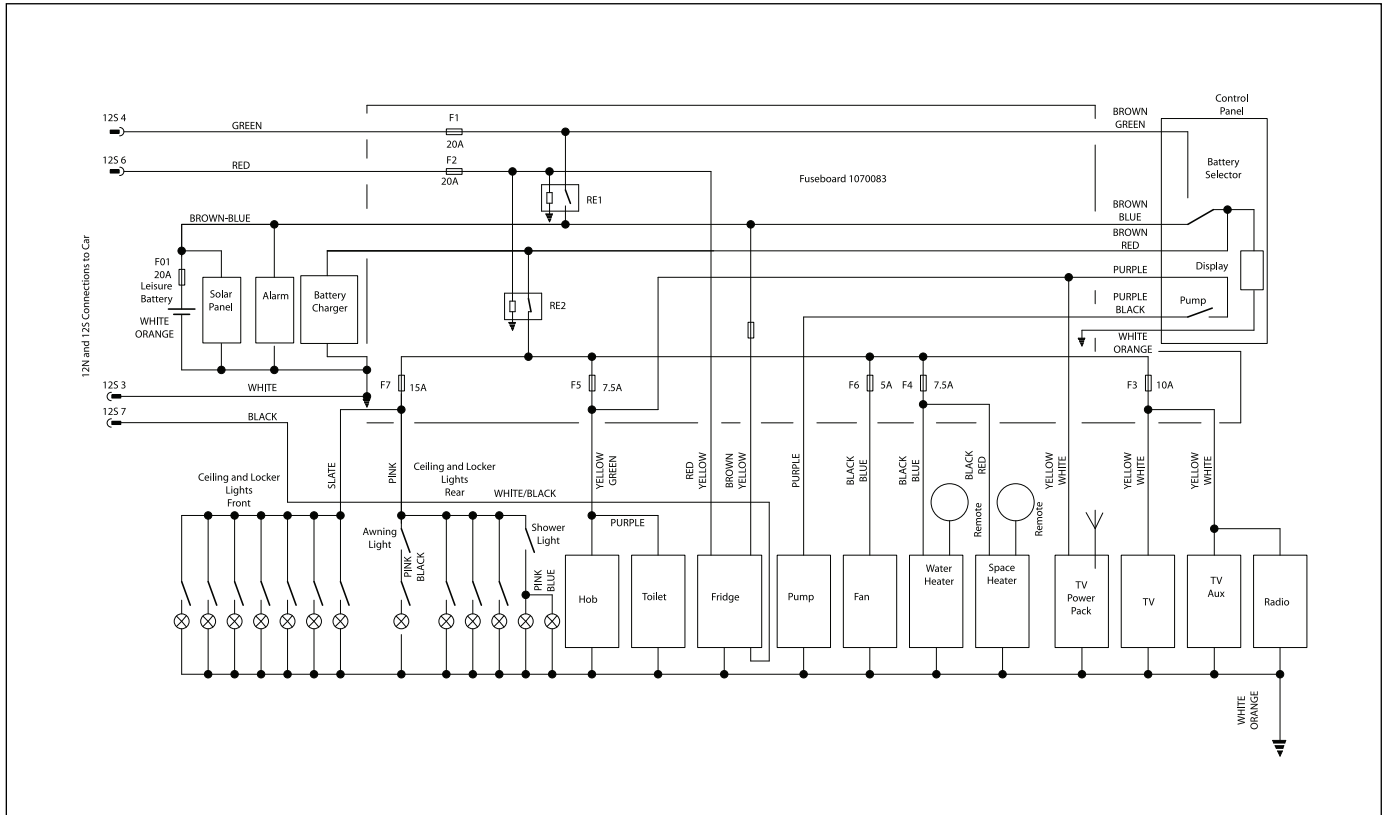 12S 4
GREEN
F1
20A
BROWN
GREEN
Control
Panel
12S 6
RED
F2
20A
Fuseboard 1070083
Battery
Selector
RE1
BROWN-BLUE
BROWN
BLUE
BROWN
RED
F01
20A
Leisure
Battery
WHITE
ORANGE
Solar
Panel
Alarm
Battery
Charger
RE2
PURPLE
Display
PURPLE
BLACK
Pump
WHITE
ORANGE
12N and 12S Connections to Car
12S 3
WHITE
12S 7
BLACK
F7
15A
F5
7.5A
F6
5A
F4
7.5A
F3
10A
SLATE
PINK
YELLOW
GREEN
RED
YELLOW
BROWN
YELLOW
PURPLE
BLACK
BLUE
BLACK
BLUE
BLACK
RED
YELLOW
WHITE
YELLOW
WHITE
YELLOW
WHITE
Ceiling and Locker
Lights
Front
Ceiling and Locker
Lights
Rear
WHITE/BLACK
Remote
Remote
Awning
Light
PINK
BLACK
Shower
Light
PINK
BLUE
PURPLE
Hob
Toilet
Fridge
Pump
Fan
Water
Heater
Space
Heater
TV
Power
Pack
TV
TV
Aux
Radio
WHITE
ORANGE